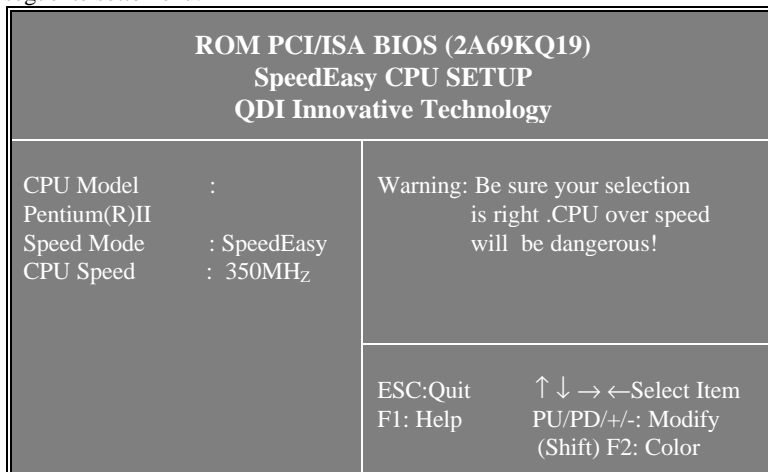 ROM PCI/ISA BIOS (2A69KQ19)
SpeedEasy CPU SETUP
QDI Innovative Technology
CPU Model :
Pentium(R)II
Speed Mode : SpeedEasy
CPU Speed : 350MHZ
Warning: Be sure your selection
is right .CPU over speed
will be dangerous!
ESC:Quit ↑↓→←Select Item
F1: Help PU/PD/+/-: Modify
(Shift) F2: Color